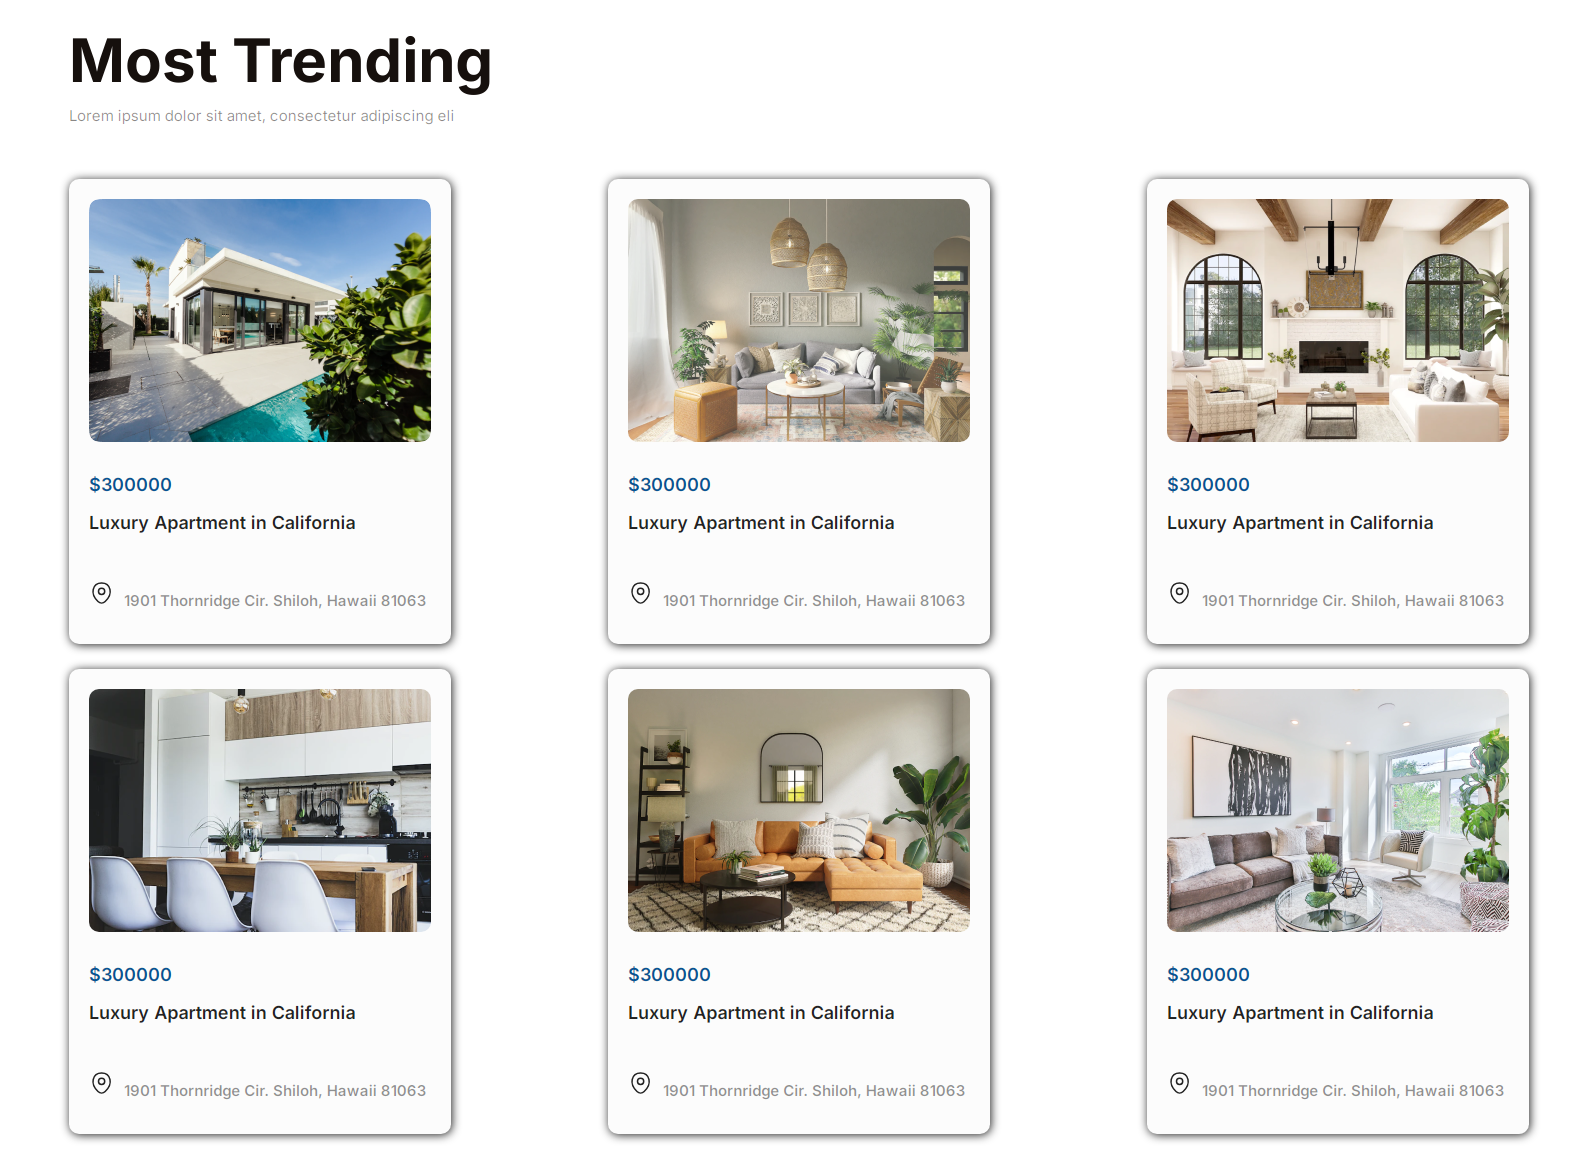 Most Trending
Lorem ipsum dolor sit amet, consectetur adipiscing eli
$300000
Luxury Apartment in California
1901 Thornridge Cir. Shiloh, Hawaii 81063
$300000
Luxury Apartment in California
1901 Thornridge Cir. Shiloh, Hawaii 81063
$300000
Luxury Apartment in California
1901 Thornridge Cir. Shiloh, Hawaii 81063
$300000
Luxury Apartment in California
1901 Thornridge Cir. Shiloh, Hawaii 81063
$300000
Luxury Apartment in California
1901 Thornridge Cir. Shiloh, Hawaii 81063
$300000
Luxury Apartment in California
1901 Thornridge Cir. Shiloh, Hawaii 81063